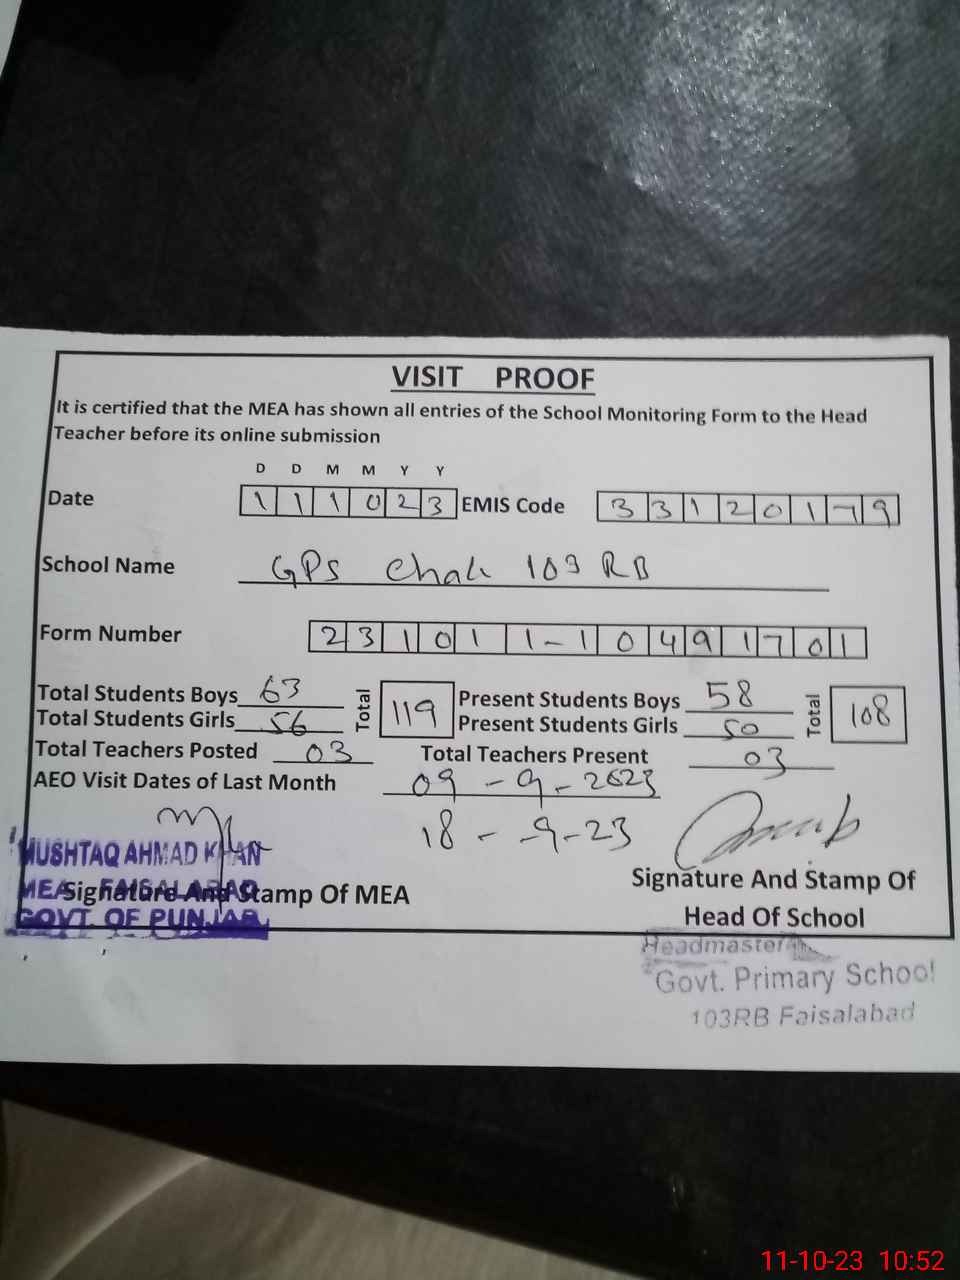 VISIT PROOF
It is certified that the MEA has shown all entries of the School Monitoring Form to the Head
Teacher before its online submission
D D M M Y Y
Date 1 1 1 0 2 3 EMIS Code 3 3 1 2 0 1 7 9
School Name GPS Chak 103 RB
Form Number 2 3 1 0 1 1 - 1 0 4 9 1 7 0 1
Total Students Boys 63 Total 119 Present Students Boys 58 Total 108
Total Students Girls 56 Present Students Girls 50
Total Teachers Posted 03 Total Teachers Present 03
AEO Visit Dates of Last Month 09-9-2023
18-9-23
MUSHTAQ AHMAD KHAN
MEA FAISALABAD
Signature And Stamp Of MEA
GOVT. OF PUNJAB
Signature And Stamp Of
Head Of School
Headmaster
Govt. Primary School
103RB Faisalabad
11-10-23 10:52